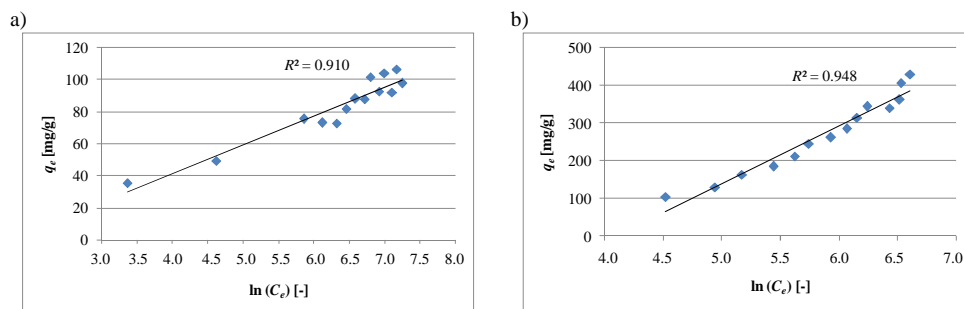 a)
R² = 0.910
120
100
80
60
40
20
0
qₑ [mg/g]
3.0 3.5 4.0 4.5 5.0 5.5 6.0 6.5 7.0 7.5 8.0
ln (Cₑ) [-]
b)
R² = 0.948
500
400
300
200
100
0
qₑ [mg/g]
4.0 4.5 5.0 5.5 6.0 6.5 7.0
ln (Cₑ) [-]